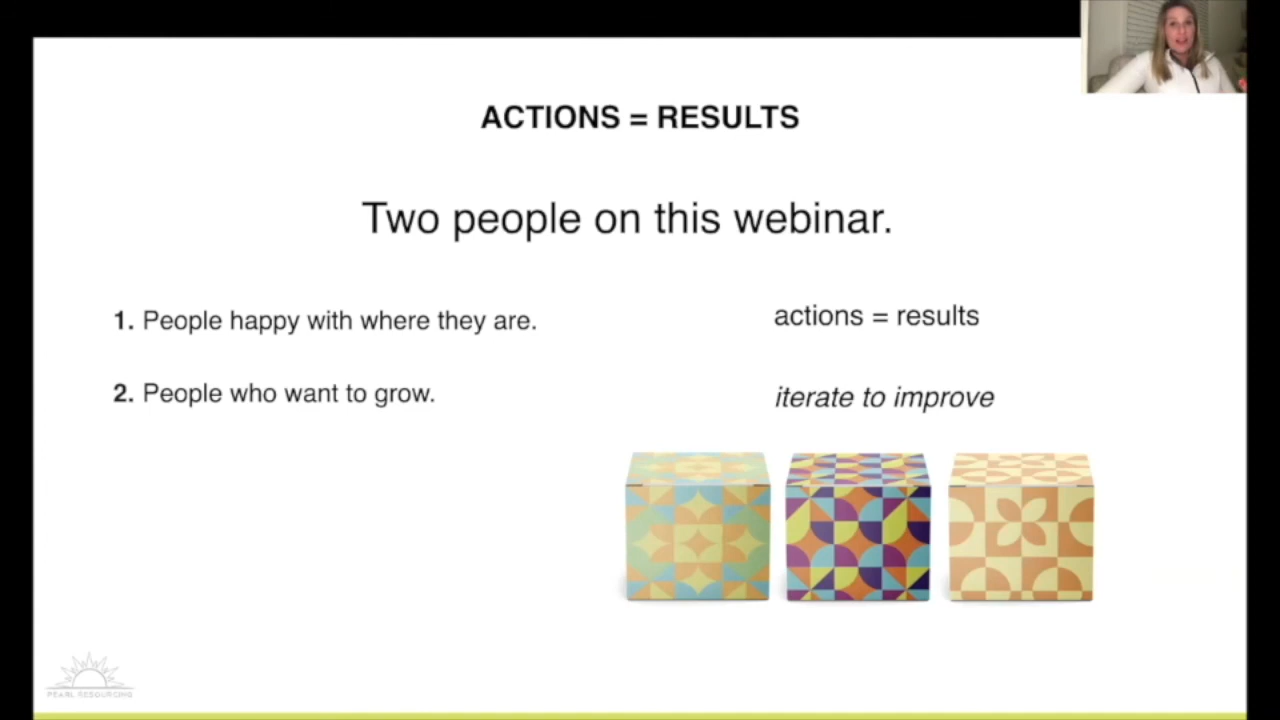 ACTIONS = RESULTS
Two people on this webinar.
1. People happy with where they are.
actions = results
2. People who want to grow.
iterate to improve
PEARL RESOURCING